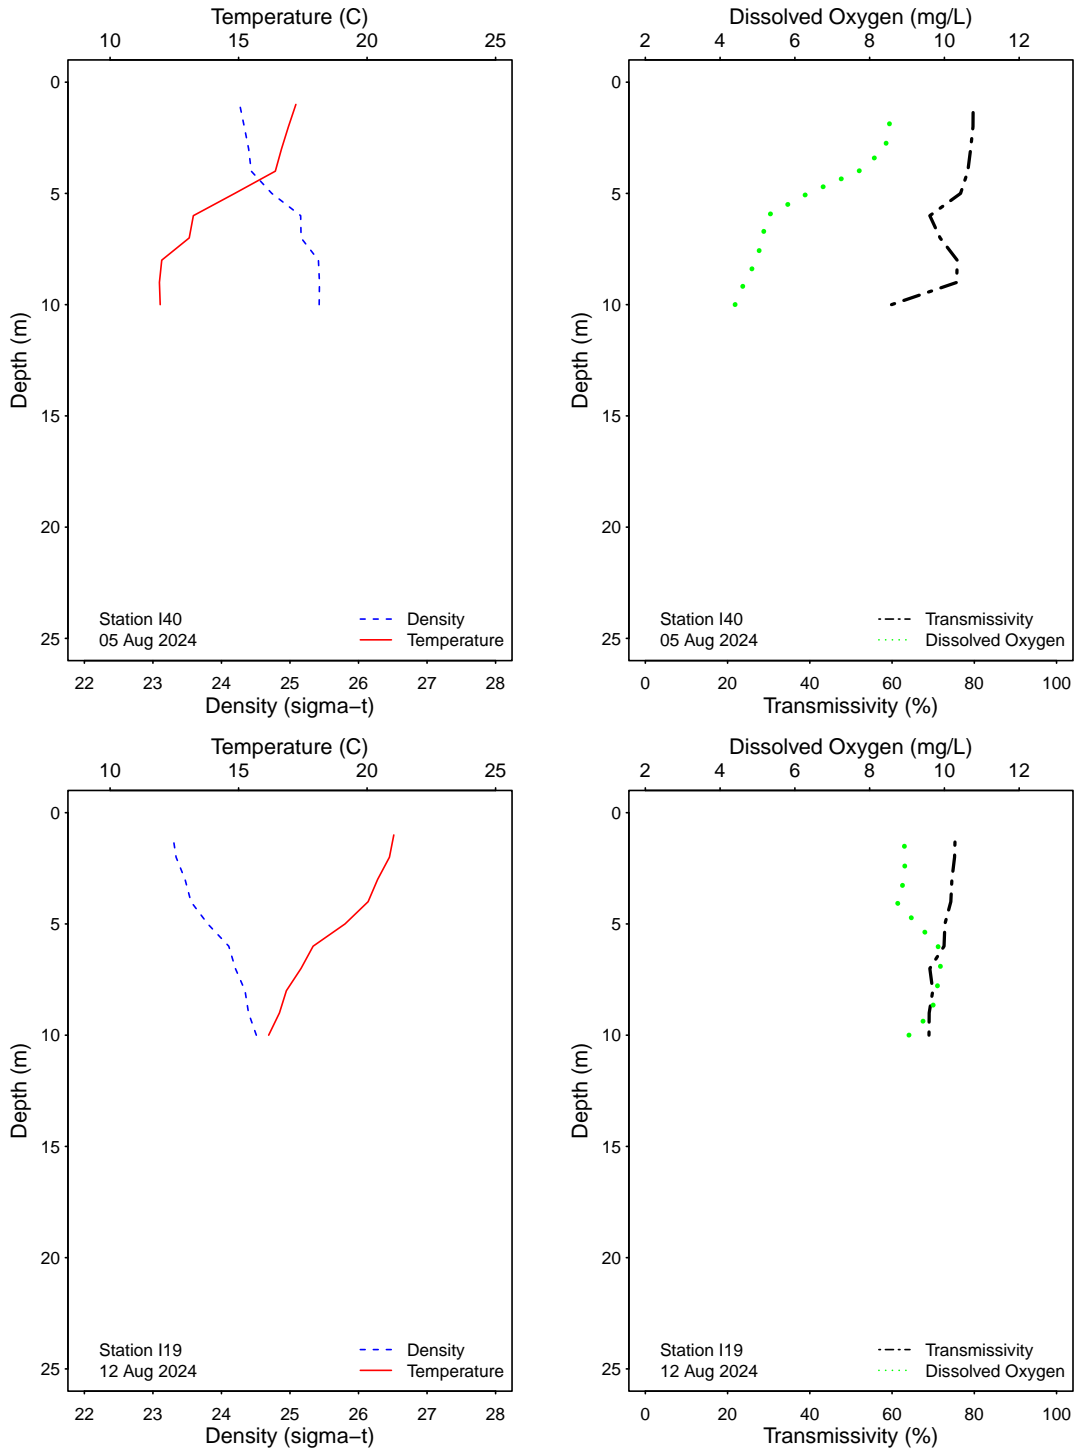 Temperature (C)
10 15 20 25
0
5
10
15
20
25
Depth (m)
Station I40
05 Aug 2024
Density
Temperature
22 23 24 25 26 27 28
Density (sigma−t)
Dissolved Oxygen (mg/L)
2 4 6 8 10 12
0
5
10
15
20
25
Depth (m)
Station I40
05 Aug 2024
Transmissivity
Dissolved Oxygen
0 20 40 60 80 100
Transmissivity (%)
Temperature (C)
10 15 20 25
0
5
10
15
20
25
Depth (m)
Station I19
12 Aug 2024
Density
Temperature
22 23 24 25 26 27 28
Density (sigma−t)
Dissolved Oxygen (mg/L)
2 4 6 8 10 12
0
5
10
15
20
25
Depth (m)
Station I19
12 Aug 2024
Transmissivity
Dissolved Oxygen
0 20 40 60 80 100
Transmissivity (%)